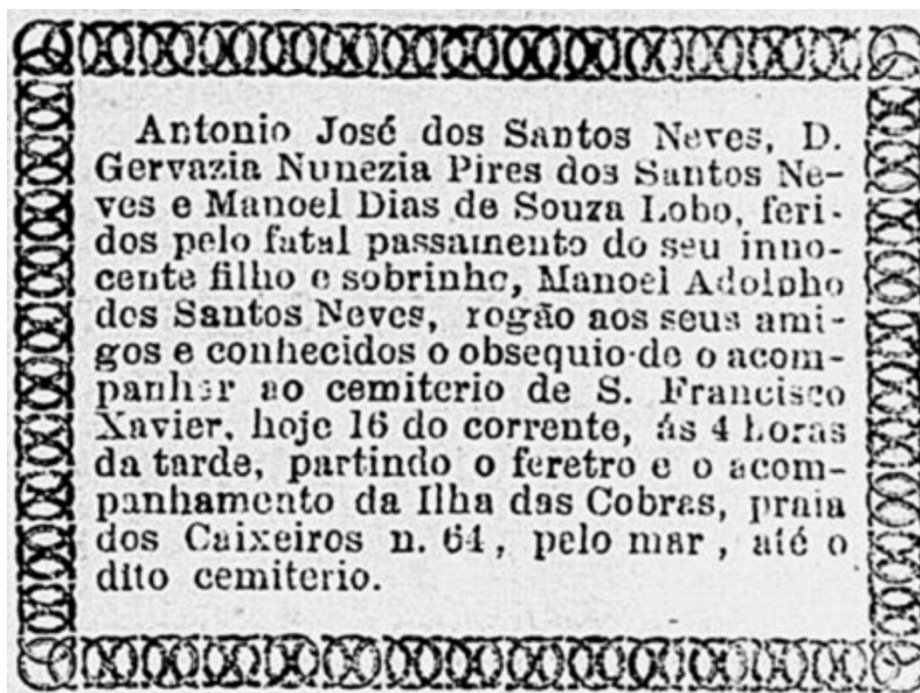 Antonio José dos Santos Neves, D.
Gervazia Nunezia Pires dos Santos Ne-
ves e Manoel Dias de Souza Lobo, feri-
dos pelo fatal passamento do seu inno-
cente filho e sobrinho, Manoel Adolpho
dos Santos Neves, rogão aos seus ami-
gos e conhecidos o obsequio de o acom-
panhar ao cemiterio de S. Francisco
Xavier, hoje 16 do corrente, ás 4 horas
da tarde, partindo o feretro e o acom-
panhamento da Ilha das Cobras, praia
dos Caixeiros n. 64, pelo mar, até o
dito cemiterio.